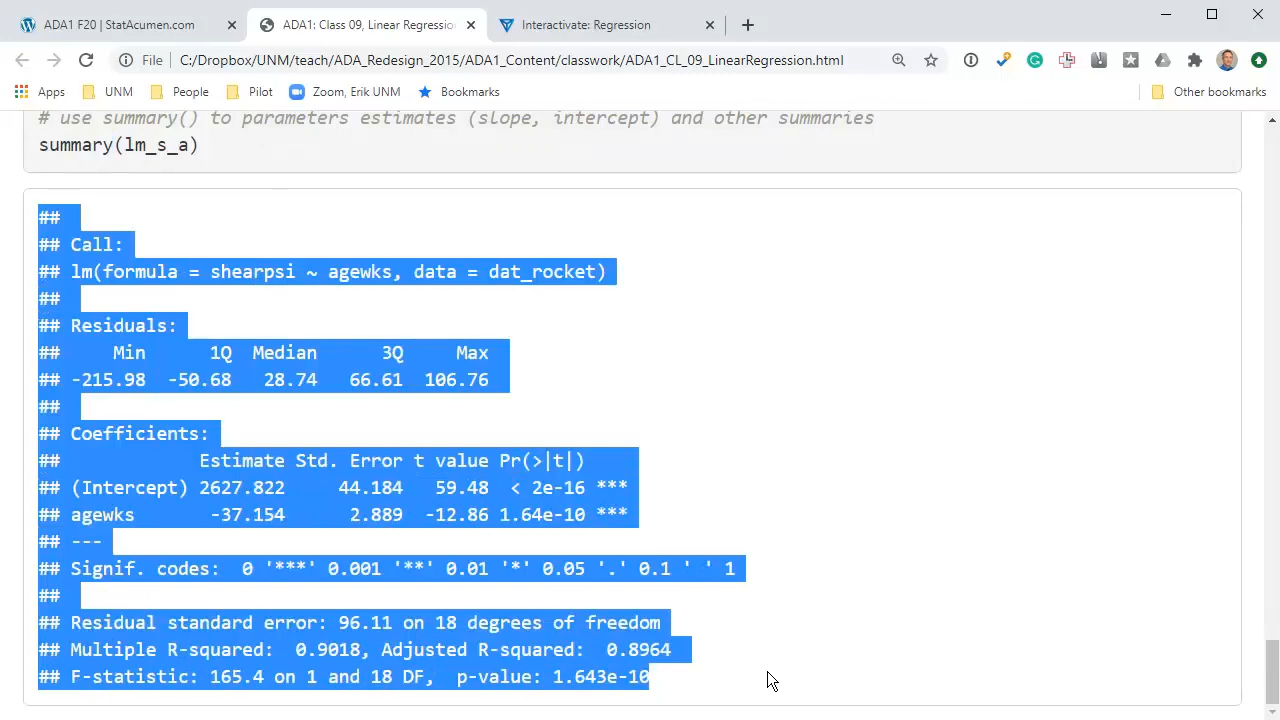 ADA1 F20 | StatAcumen.com
ADA1: Class 09, Linear Regressio
Interactivate: Regression
File C:/Dropbox/UNM/teach/ADA_Redesign_2015/ADA1_Content/classwork/ADA1_CL_09_LinearRegression.html
Apps UNM People Pilot Zoom, Erik UNM Bookmarks Other bookmarks
# use summary() to parameters estimates (slope, intercept) and other summaries
summary(lm_s_a)
##
## Call:
## lm(formula = shearpsi ~ agewks, data = dat_rocket)
##
## Residuals:
##     Min      1Q  Median      3Q     Max
## -215.98  -50.68   28.74   66.61  106.76
##
## Coefficients:
##             Estimate Std. Error t value Pr(>|t|)
## (Intercept) 2627.822     44.184   59.48  < 2e-16 ***
## agewks       -37.154      2.889  -12.86 1.64e-10 ***
## ---
## Signif. codes:  0 '***' 0.001 '**' 0.01 '*' 0.05 '.' 0.1 ' ' 1
##
## Residual standard error: 96.11 on 18 degrees of freedom
## Multiple R-squared:  0.9018, Adjusted R-squared:  0.8964
## F-statistic: 165.4 on 1 and 18 DF,  p-value: 1.643e-10